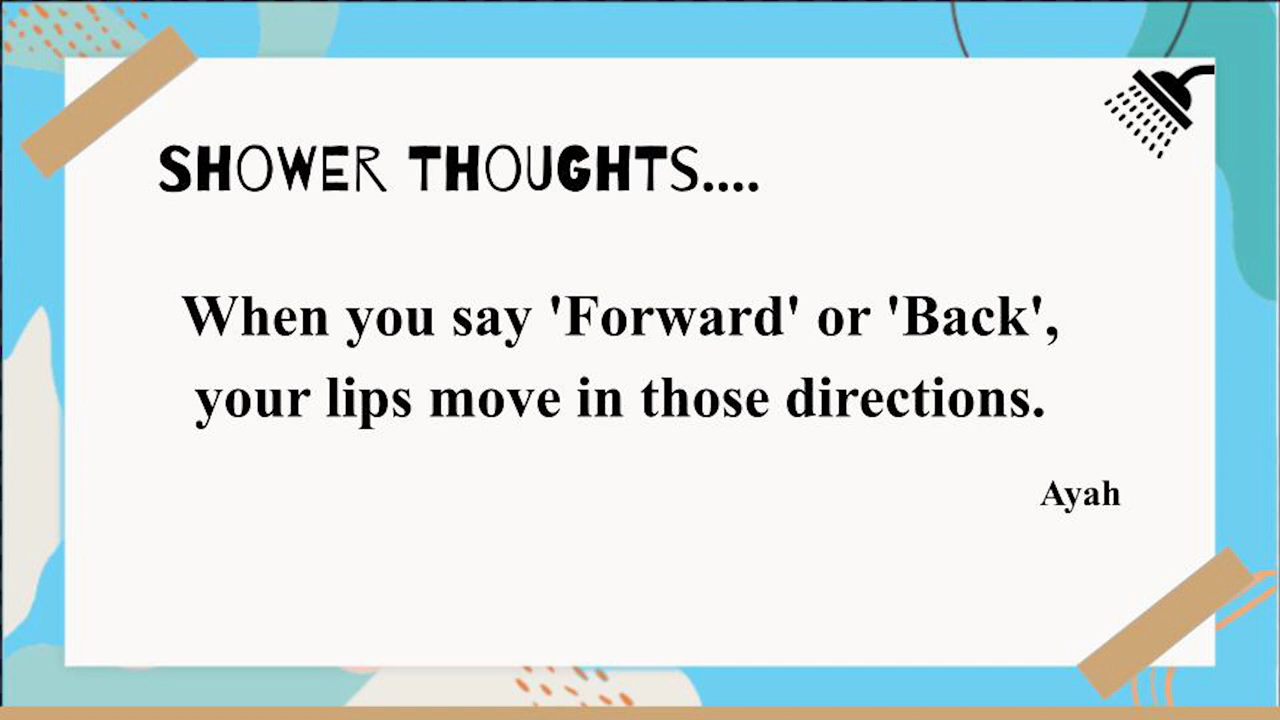 SHOWER THOUGHTS....
When you say 'Forward' or 'Back',
your lips move in those directions.
Ayah